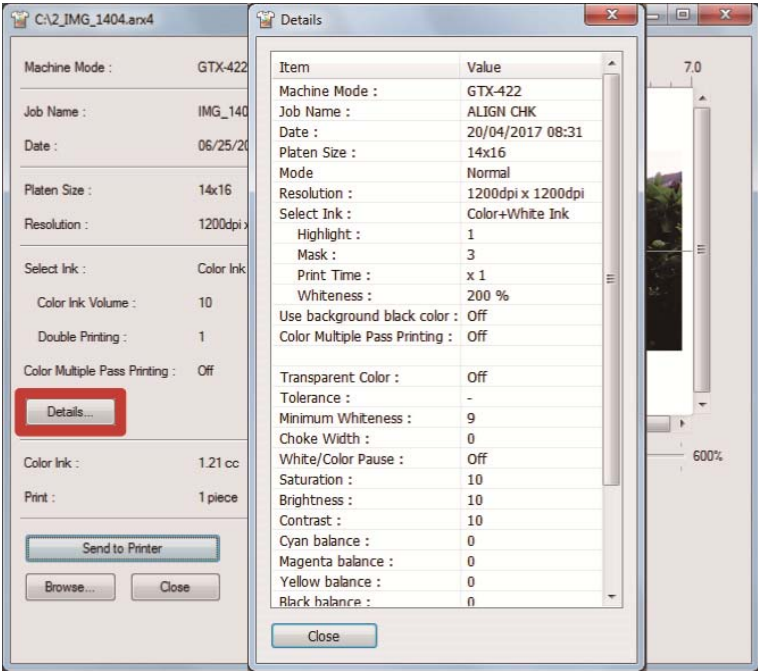 C:\2_IMG_1404.arx4
Machine Mode : GTX-422
Job Name : IMG_140
Date : 06/25/20
Platen Size : 14x16
Resolution : 1200dpi x
Select Ink : Color Ink
Color Ink Volume : 10
Double Printing : 1
Color Multiple Pass Printing : Off
Details...
Color Ink : 1.21 cc
Print : 1 piece
Send to Printer
Browse... Close
Details
Item Value
Machine Mode : GTX-422
Job Name : ALIGN CHK
Date : 20/04/2017 08:31
Platen Size : 14x16
Mode Normal
Resolution : 1200dpi x 1200dpi
Select Ink : Color+White Ink
Highlight : 1
Mask : 3
Print Time : x 1
Whiteness : 200 %
Use background black color : Off
Color Multiple Pass Printing : Off
Transparent Color : Off
Tolerance : -
Minimum Whiteness : 9
Choke Width : 0
White/Color Pause : Off
Saturation : 10
Brightness : 10
Contrast : 10
Cyan balance : 0
Magenta balance : 0
Yellow balance : 0
Black balance : 0
Close
7.0
600%